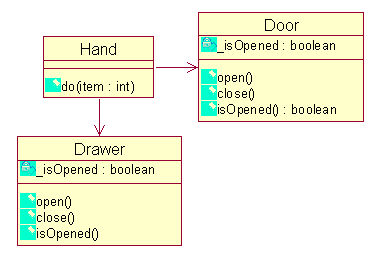 Door
_isOpened : boolean
open()
close()
isOpened() : boolean
Hand
do(item : int)
Drawer
_isOpened : boolean
open()
close()
isOpened()